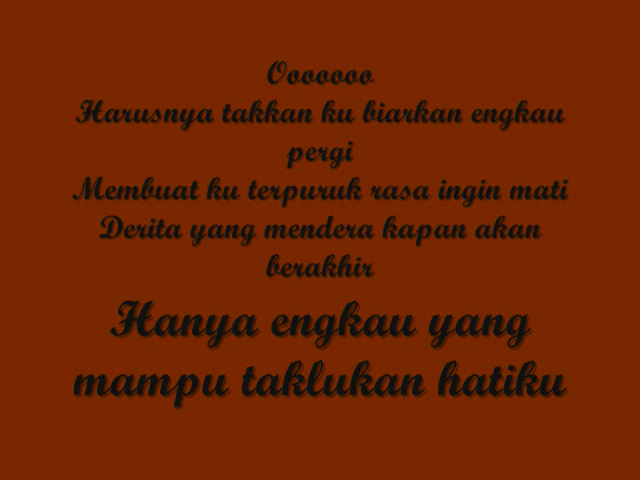 Ooooooo
Harusnya takkan ku biarkan engkau
pergi
Membuat ku terpuruk rasa ingin mati
Derita yang mendera kapan akan
berakhir
Hanya engkau yang
mampu taklukan hatiku